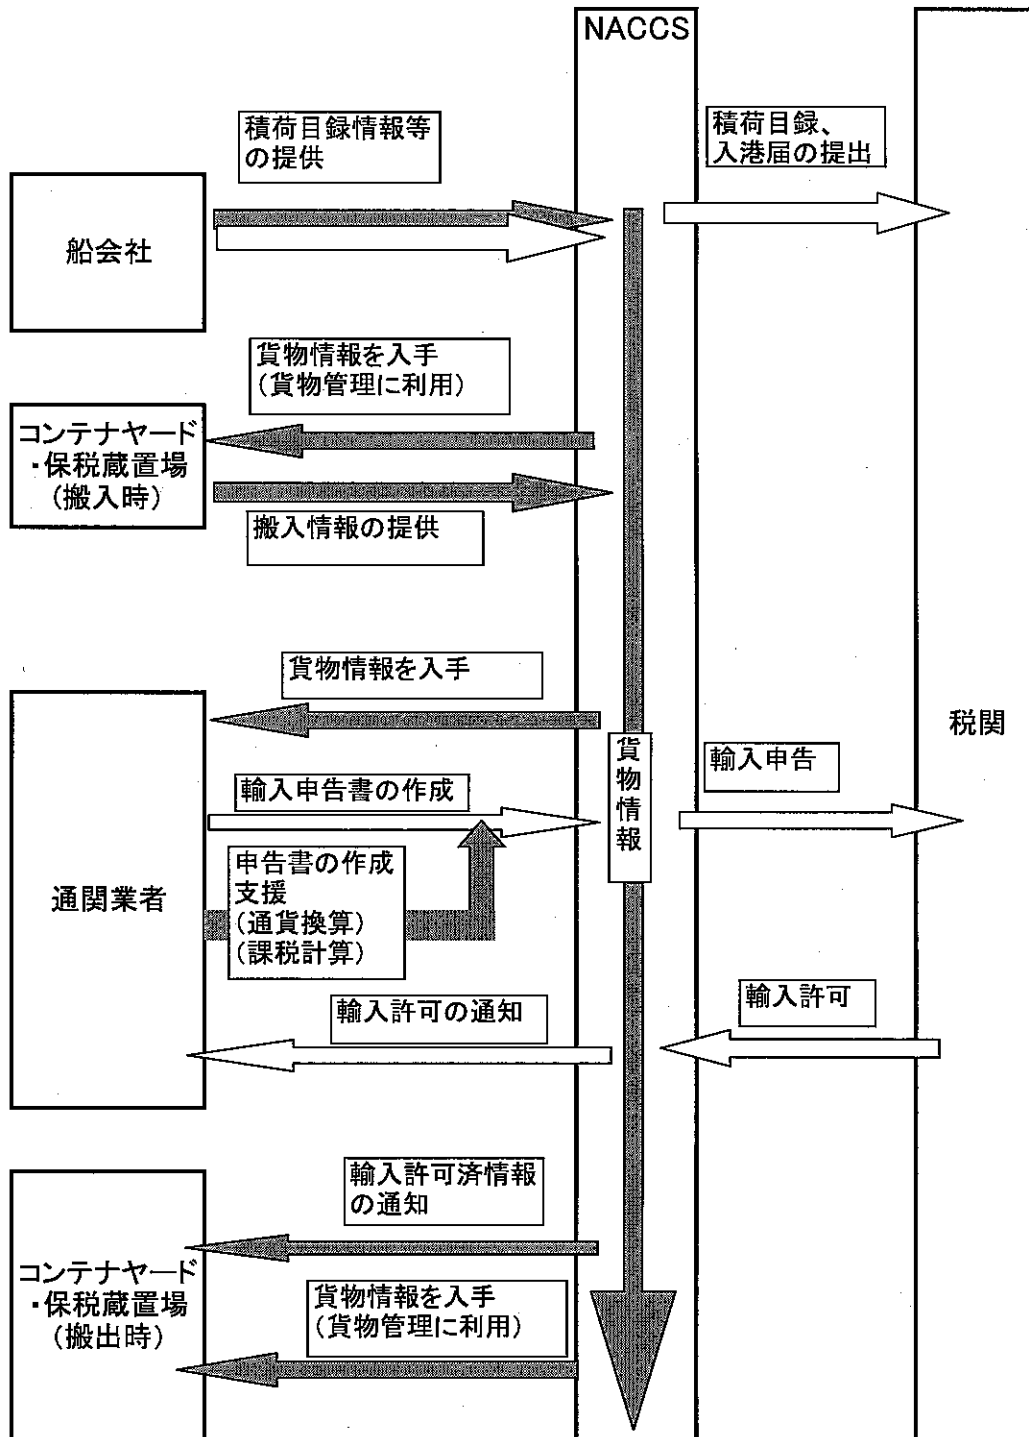 NACCS
積荷目録情報等
の提供
積荷目録、
入港届の提出
船会社
貨物情報を入手
(貨物管理に利用)
コンテナヤード
・保税蔵置場
(搬入時)
搬入情報の提供
貨物情報を入手
税関
貨物情報
輸入申告
輸入申告書の作成
通関業者
申告書の作成
支援
(通貨換算)
(課税計算)
輸入許可
輸入許可の通知
輸入許可済情報
の通知
コンテナヤード
・保税蔵置場
(搬出時)
貨物情報を入手
(貨物管理に利用)